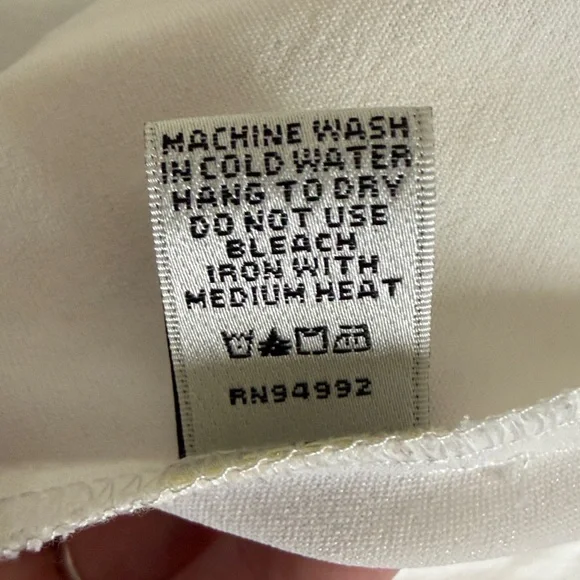 MACHINE WASH
IN COLD WATER
HANG TO DRY
DO NOT USE
BLEACH
IRON WITH
MEDIUM HEAT
RN94992